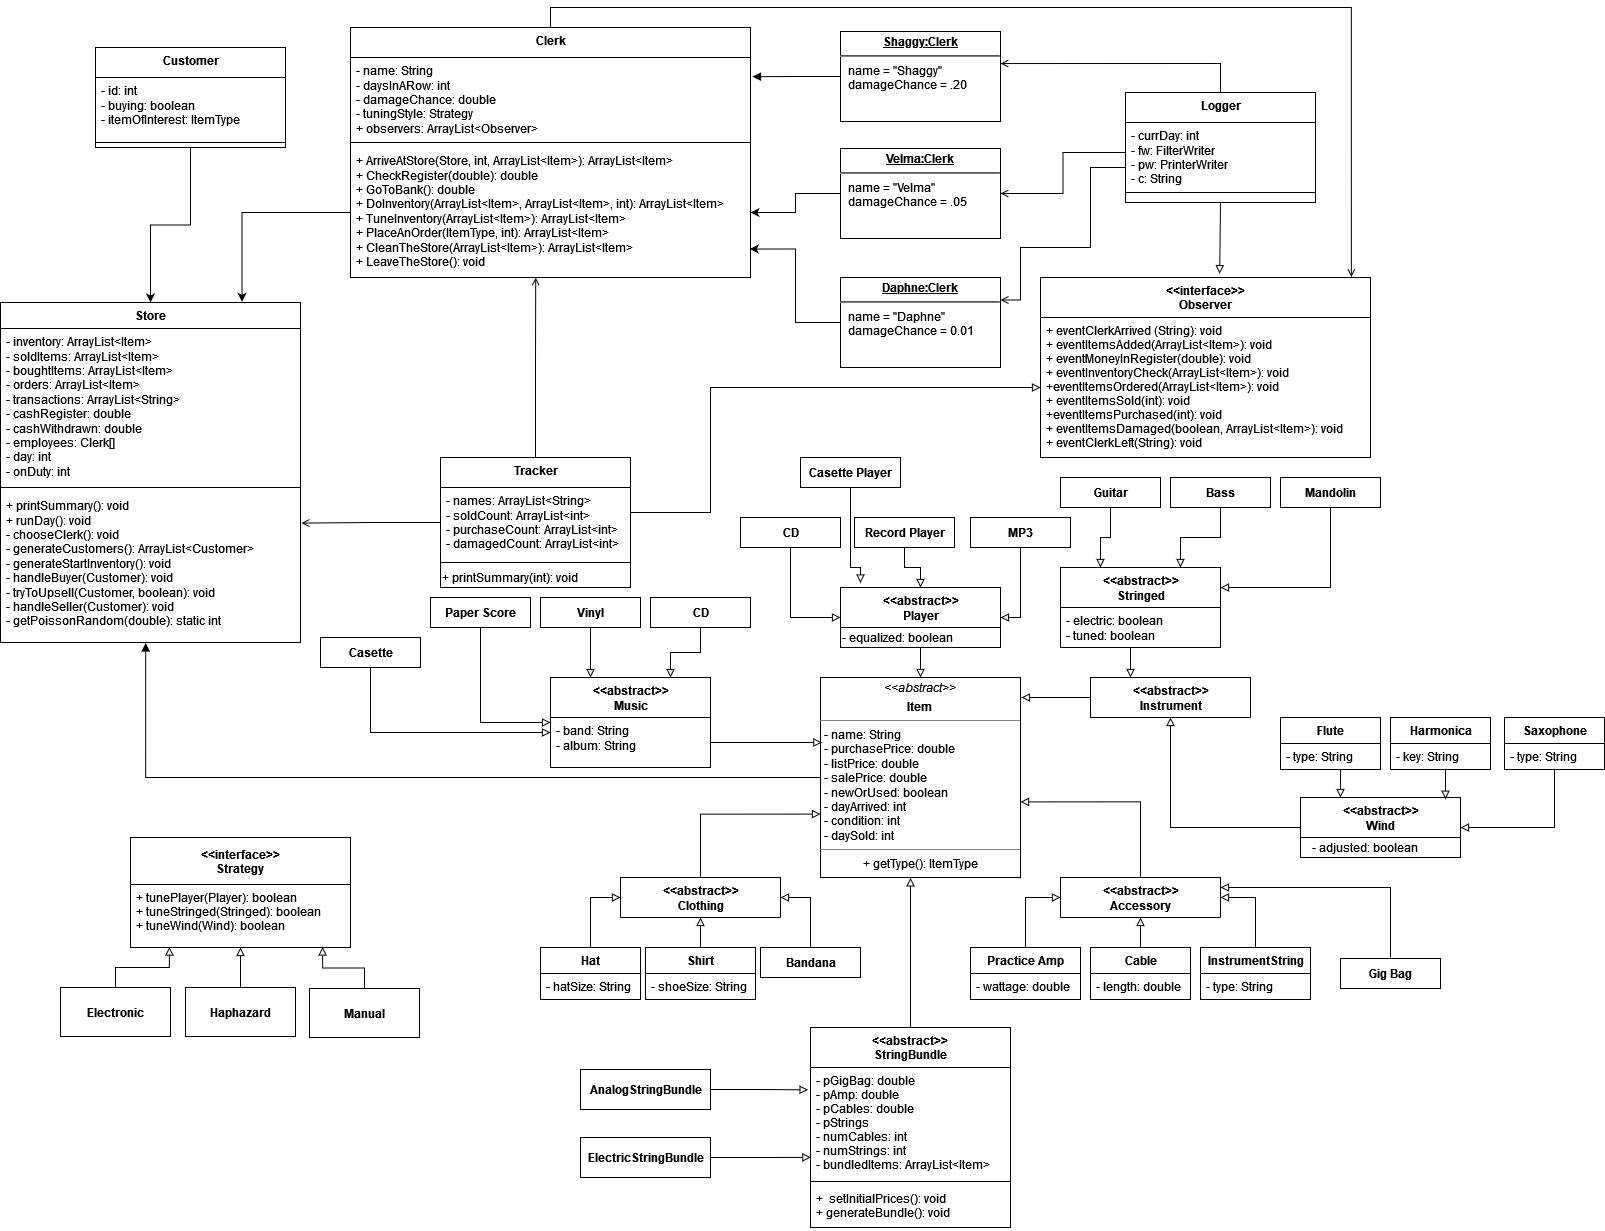 Customer
- id: int
- buying: boolean
- itemOfInterest: ItemType
Clerk
- name: String
- daysInARow: int
- damageChance: double
- tuningStyle: Strategy
+ observers: ArrayList<Observer>
+ ArriveAtStore(Store, int, ArrayList<Item>): ArrayList<Item>
+ CheckRegister(double): double
+ GoToBank(): double
+ DoInventory(ArrayList<Item>, ArrayList<Item>, int): ArrayList<Item>
+ TuneInventory(ArrayList<Item>): ArrayList<Item>
+ PlaceAnOrder(ItemType, int): ArrayList<Item>
+ CleanTheStore(ArrayList<Item>): ArrayList<Item>
+ LeaveTheStore(): void
Shaggy:Clerk
name = "Shaggy"
damageChance = .20
Velma:Clerk
name = "Velma"
damageChance = .05
Daphne:Clerk
name = "Daphne"
damageChance = 0.01
Logger
- currDay: int
- fw: FilterWriter
- pw: PrinterWriter
- c: String
<<interface>>
Observer
+ eventClerkArrived (String): void
+ eventItemsAdded(ArrayList<Item>): void
+ eventMoneyInRegister(double): void
+ eventInventoryCheck(ArrayList<Item>): void
+eventItemsOrdered(ArrayList<Item>): void
+ eventItemsSold(int): void
+eventItemsPurchased(int): void
+ eventItemsDamaged(boolean, ArrayList<Item>): void
+ eventClerkLeft(String): void
Store
- inventory: ArrayList<Item>
- soldItems: ArrayList<Item>
- boughtItems: ArrayList<Item>
- orders: ArrayList<Item>
- transactions: ArrayList<String>
- cashRegister: double
- cashWithdrawn: double
- employees: Clerk[]
- day: int
- onDuty: int
+ printSummary(): void
+ runDay(): void
- chooseClerk(): void
- generateCustomers(): ArrayList<Customer>
- generateStartInventory(): void
- handleBuyer(Customer): void
- tryToUpsell(Customer, boolean): void
- handleSeller(Customer): void
- getPoissonRandom(double): static int
Tracker
- names: ArrayList<String>
- soldCount: ArrayList<int>
- purchaseCount: ArrayList<int>
- damagedCount: ArrayList<int>
+ printSummary(int): void
Casette Player
CD
Record Player
MP3
<<abstract>>
Player
- equalized: boolean
Guitar
Bass
Mandolin
<<abstract>>
Stringed
- electric: boolean
- tuned: boolean
Paper Score
Vinyl
CD
Casette
<<abstract>>
Music
- band: String
- album: String
<<abstract>>
Item
- name: String
- purchasePrice: double
- listPrice: double
- salePrice: double
- newOrUsed: boolean
- dayArrived: int
- condition: int
- daySold: int
+ getType(): ItemType
<<abstract>>
Instrument
Flute
- type: String
Harmonica
- key: String
Saxophone
- type: String
<<abstract>>
Wind
- adjusted: boolean
<<interface>>
Strategy
+ tunePlayer(Player): boolean
+ tuneStringed(Stringed): boolean
+ tuneWind(Wind): boolean
Electronic
Haphazard
Manual
<<abstract>>
Clothing
Hat
- hatSize: String
Shirt
- shoeSize: String
Bandana
<<abstract>>
Accessory
Practice Amp
- wattage: double
Cable
- length: double
InstrumentString
- type: String
Gig Bag
<<abstract>>
StringBundle
- pGigBag: double
- pAmp: double
- pCables: double
- pStrings
- numCables: int
- numStrings: int
- bundledItems: ArrayList<Item>
+ setInitialPrices(): void
+ generateBundle(): void
AnalogStringBundle
ElectricStringBundle